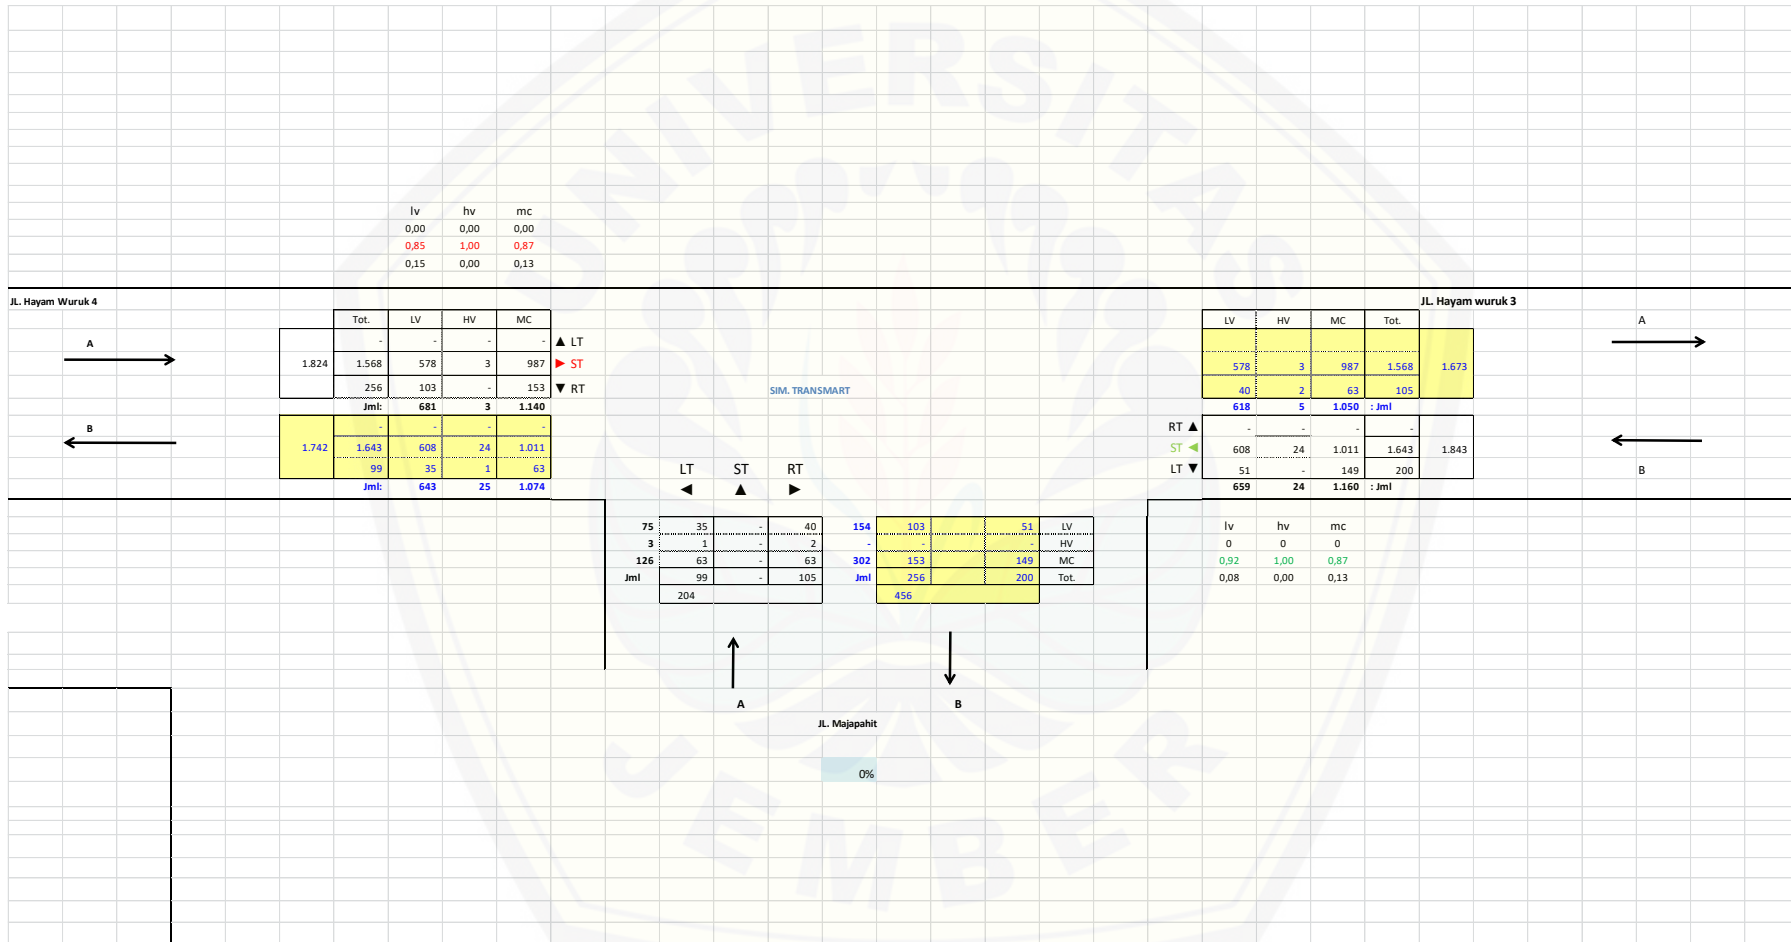 UNIVERSITAS
lv hv mc
0,00 0,00 0,00
0,85 1,00 0,87
0,15 0,00 0,13
JL. Hayam Wuruk 4
JL. Hayam wuruk 3
Tot. LV HV MC
- - - - ▲ LT
A
1.824 1.568 578 3 987 ► ST
256 103 - 153 ▼ RT
Jml: 681 3 1.140
B
- - - -
1.742 1.643 608 24 1.011
99 35 1 63
Jml: 643 25 1.074
SIM. TRANSMART
LV HV MC Tot.
A
578 3 987 1.568 1.673
40 2 63 105
618 5 1.050 : Jml
RT ▲ - - - -
ST ◄ 608 24 1.011 1.643 1.843
LT ▼ 51 - 149 200
B
659 24 1.160 : Jml
LT ST RT
◄ ▲ ►
75 35 - 40 154 103 51 LV
3 1 - 2 - - - HV
126 63 - 63 302 153 149 MC
Jml 99 - 105 Jml 256 200 Tot.
204 456
lv hv mc
0 0 0
0,92 1,00 0,87
0,08 0,00 0,13
A B
JL. Majapahit
0%
JEMBER